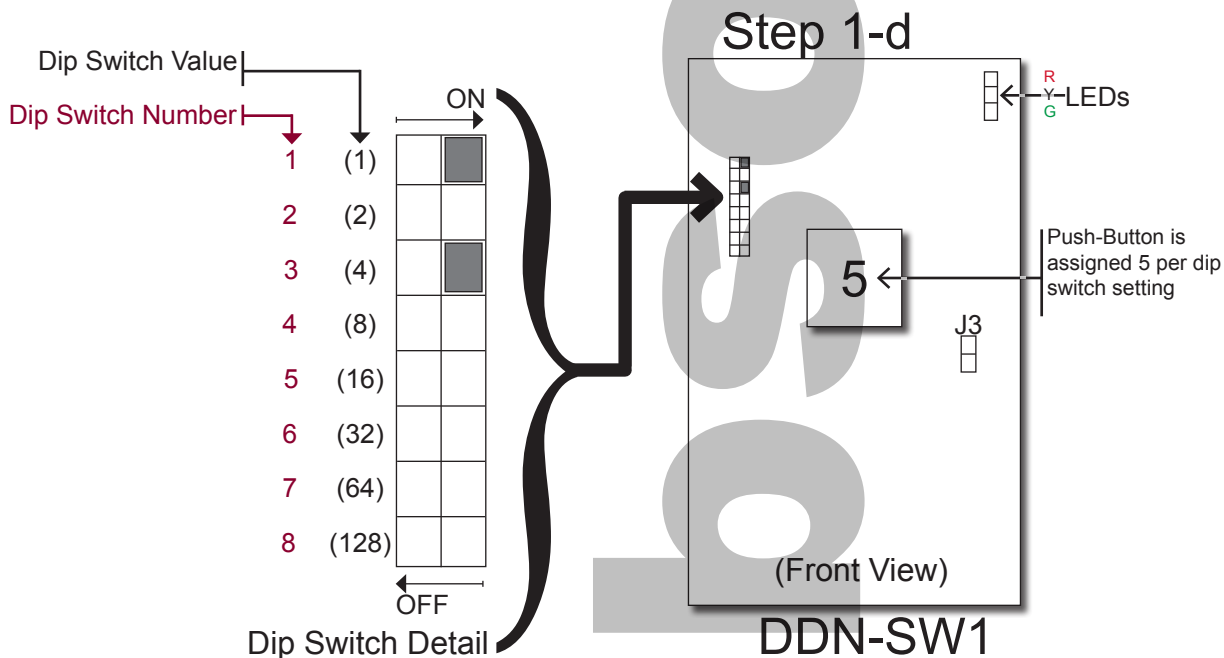 Step 1-d
Dip Switch Value
Dip Switch Number
ON
1 (1)
2 (2)
3 (4)
4 (8)
5 (16)
6 (32)
7 (64)
8 (128)
OFF
Dip Switch Detail
R
Y
G
LEDs
5
Push-Button is
assigned 5 per dip
switch setting
J3
(Front View)
DDN-SW1